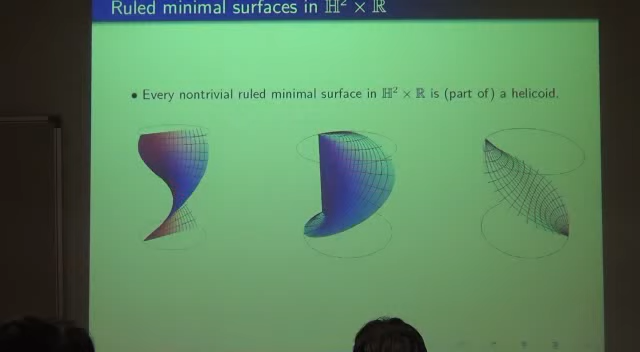 Ruled minimal surfaces in ℍ² × ℝ
• Every nontrivial ruled minimal surface in ℍ² × ℝ is (part of) a helicoid.